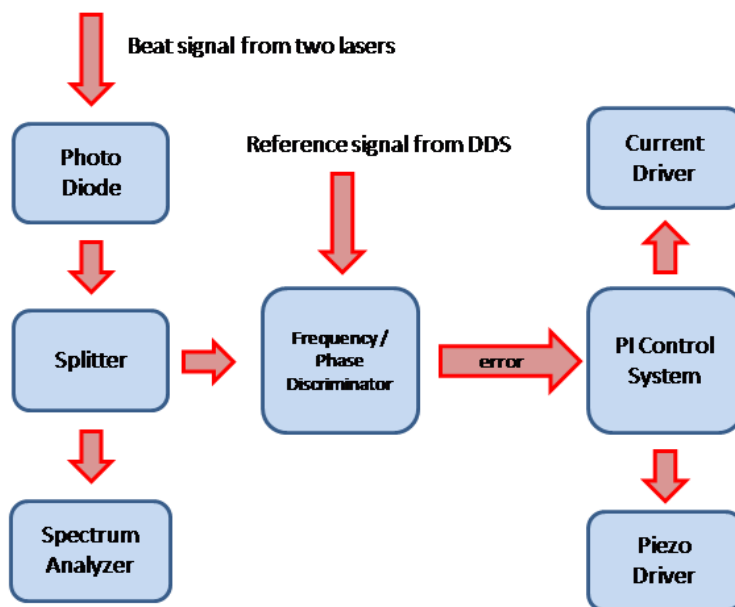 Beat signal from two lasers
Photo
Diode
Reference signal from DDS
Current
Driver
Splitter
Frequency /
Phase
Discriminator
error
PI Control
System
Spectrum
Analyzer
Piezo
Driver